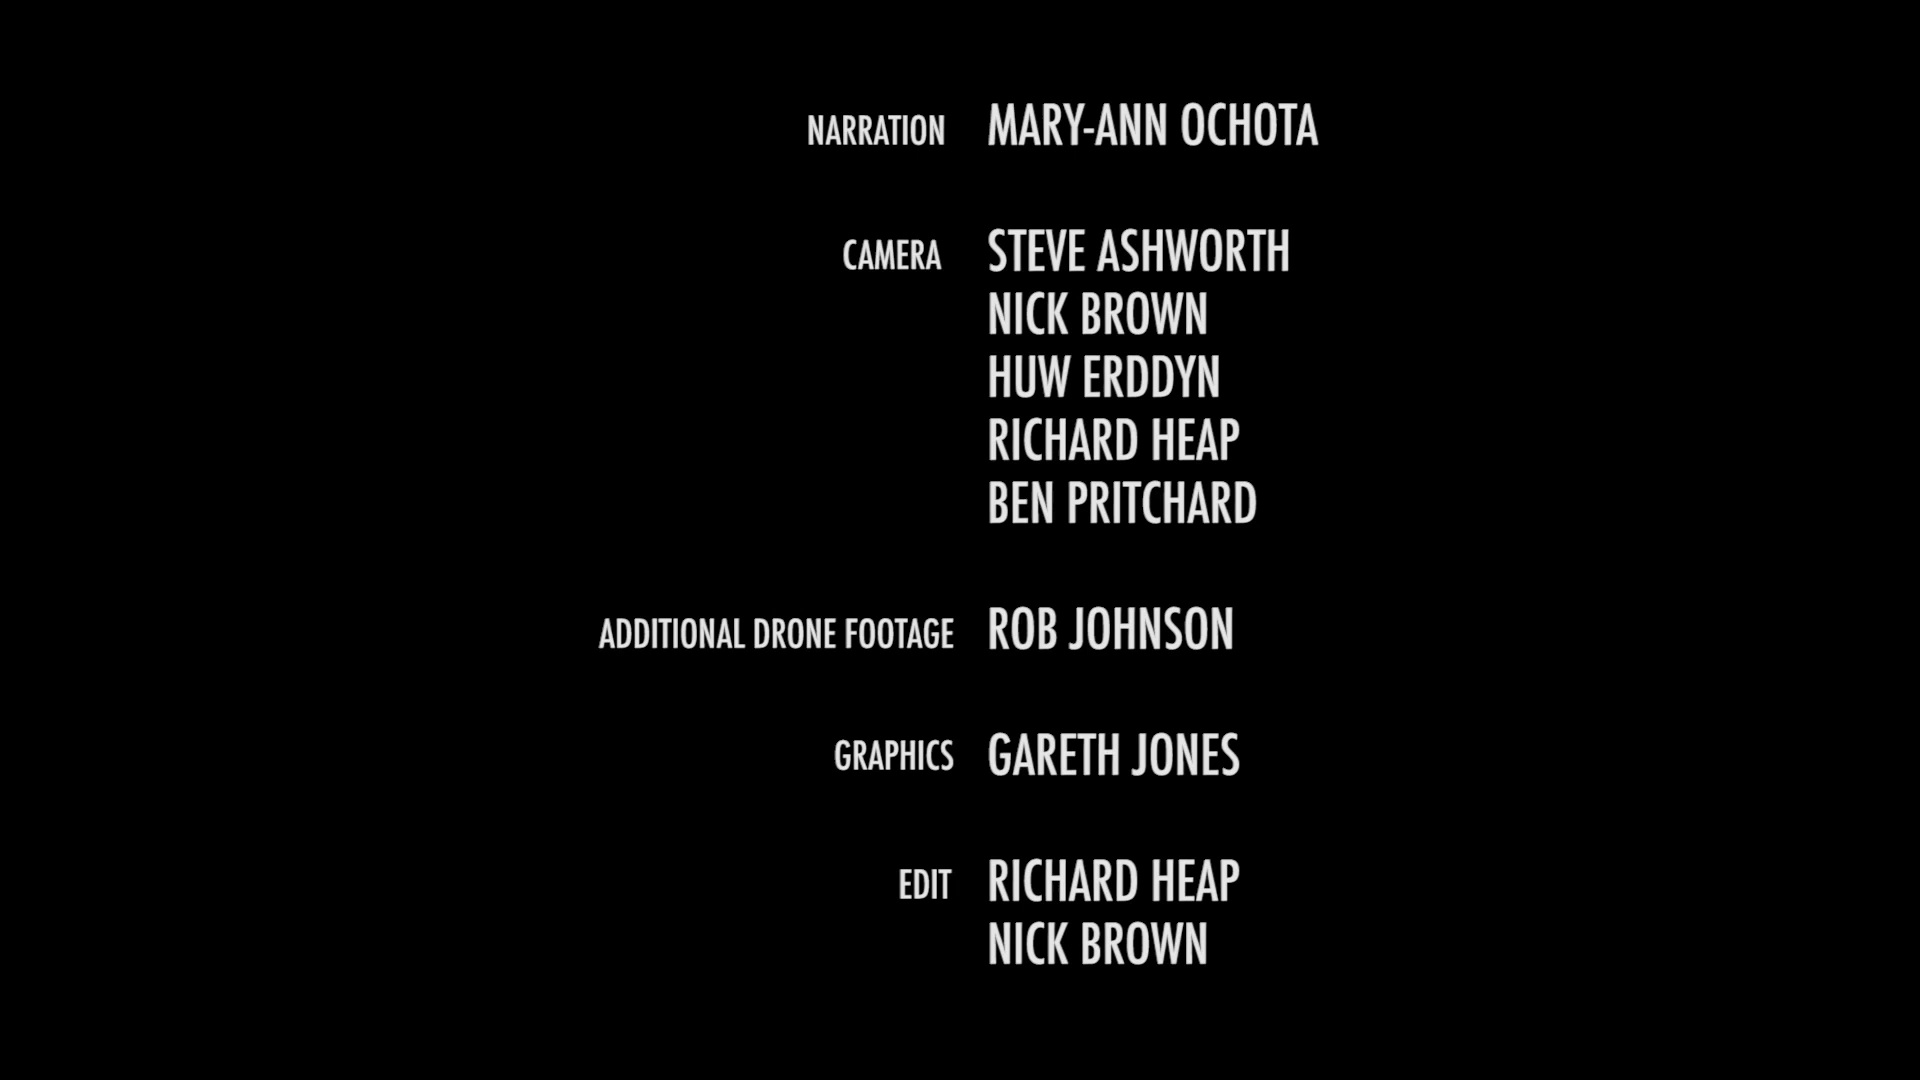 NARRATION MARY-ANN OCHOTA
CAMERA STEVE ASHWORTH
NICK BROWN
HUW ERDDYN
RICHARD HEAP
BEN PRITCHARD
ADDITIONAL DRONE FOOTAGE ROB JOHNSON
GRAPHICS GARETH JONES
EDIT RICHARD HEAP
NICK BROWN